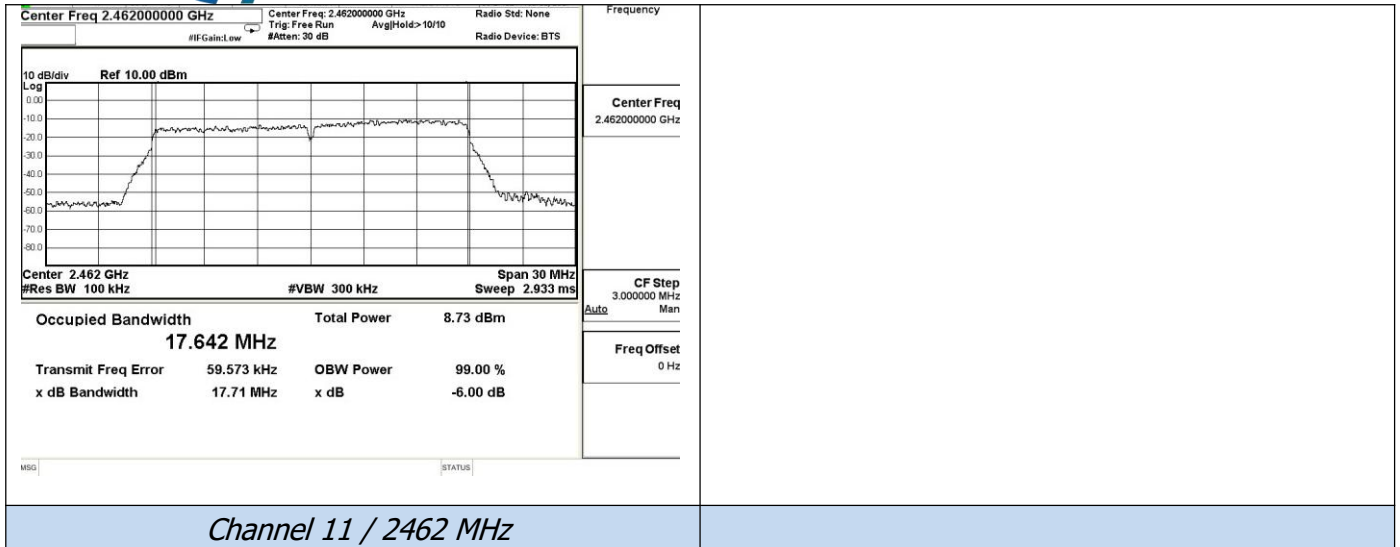 Center Freq 2.462000000 GHz
Center Freq: 2.462000000 GHz
Radio Std: None
Frequency
Trig: Free Run
Avg|Hold:>10/10
#IFGain:Low
#Atten: 30 dB
Radio Device: BTS
10 dB/div
Ref 10.00 dBm
Log
0.00
-10.0
-20.0
-30.0
-40.0
-50.0
-60.0
-70.0
-80.0
Center Freq
2.462000000 GHz
Center 2.462 GHz
Span 30 MHz
#Res BW 100 kHz
#VBW 300 kHz
Sweep 2.933 ms
CF Step
3.000000 MHz
Auto
Man
Occupied Bandwidth
Total Power
8.73 dBm
17.642 MHz
Freq Offset
0 Hz
Transmit Freq Error
59.573 kHz
OBW Power
99.00 %
x dB Bandwidth
17.71 MHz
x dB
-6.00 dB
MSG
STATUS
Channel 11 / 2462 MHz